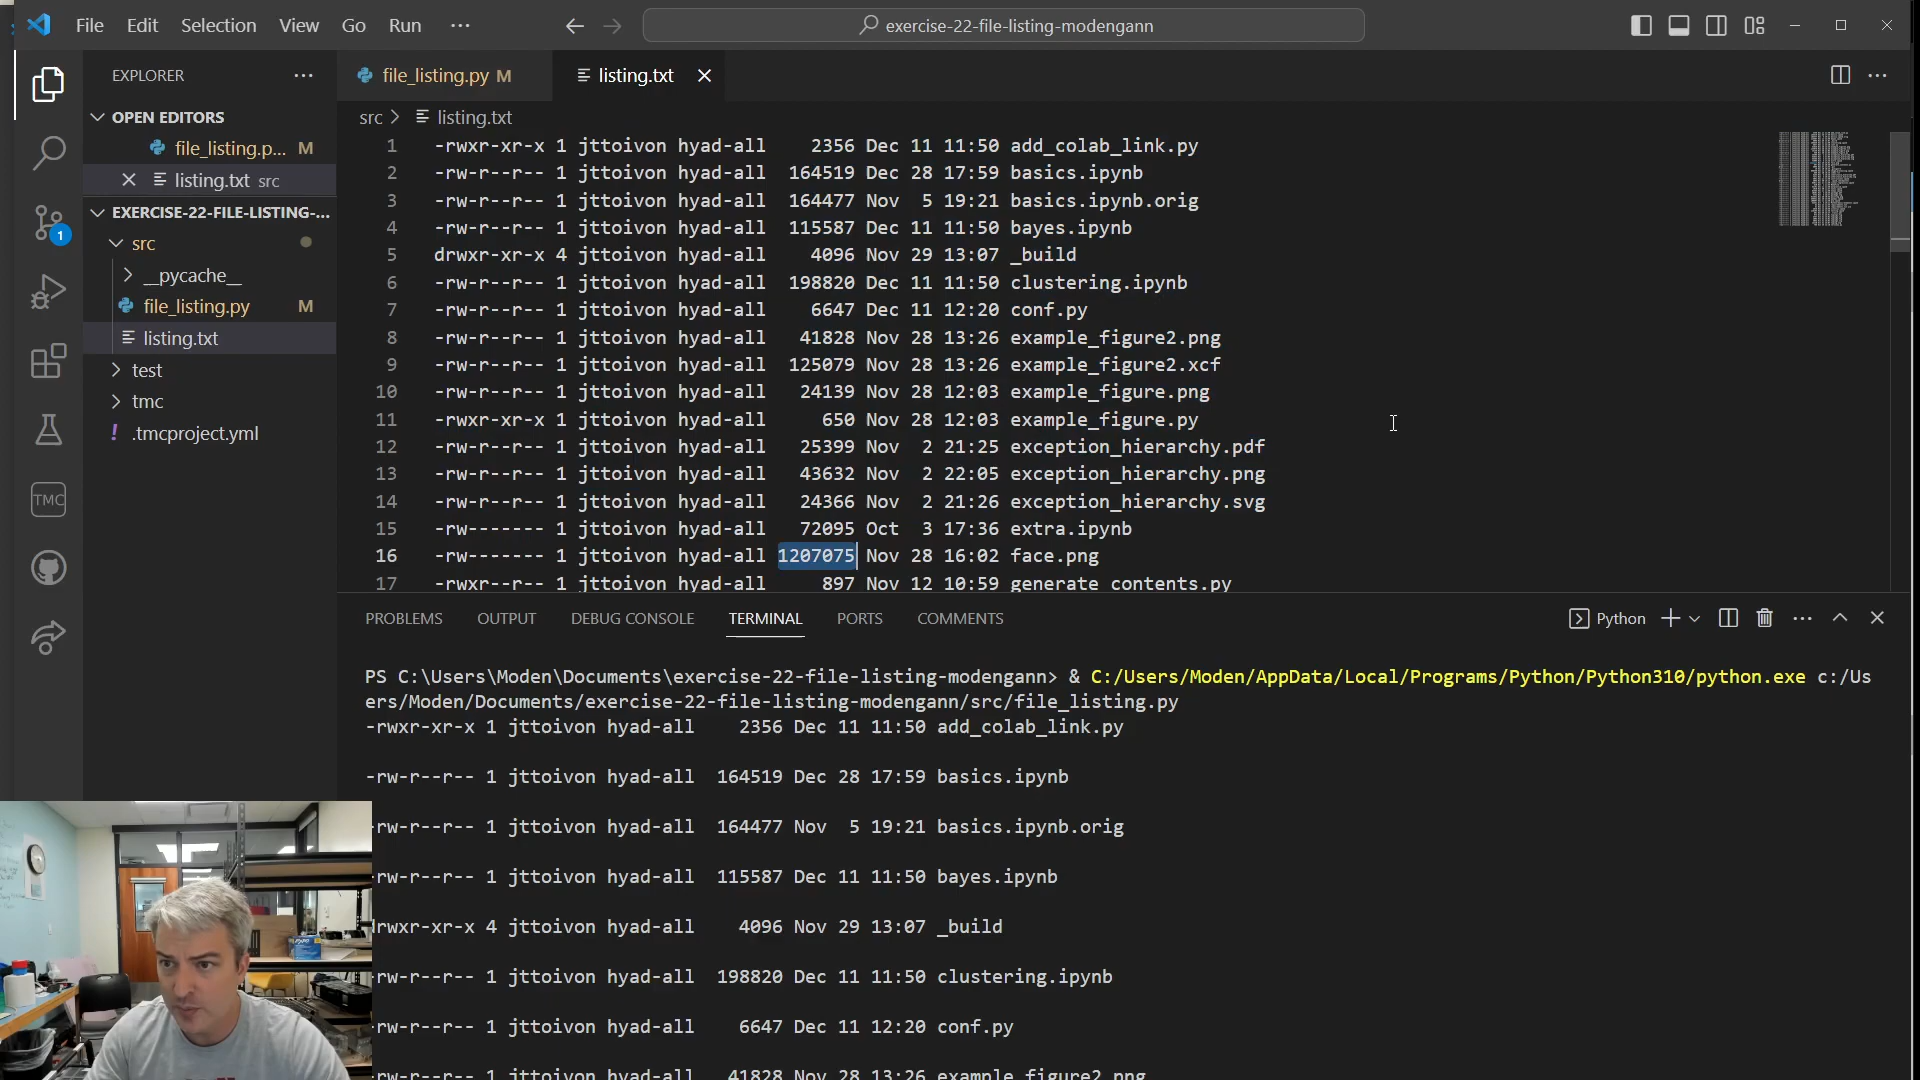 File Edit Selection View Go Run ··· exercise-22-file-listing-modengann
EXPLORER ···
OPEN EDITORS
file_listing.p... M
listing.txt src
EXERCISE-22-FILE-LISTING-...
src
__pycache__
file_listing.py M
listing.txt
test
tmc
! .tmcproject.yml
1
TMC
file_listing.py M listing.txt
src > listing.txt
1 -rwxr-xr-x 1 jttoivon hyad-all 2356 Dec 11 11:50 add_colab_link.py
2 -rw-r--r-- 1 jttoivon hyad-all 164519 Dec 28 17:59 basics.ipynb
3 -rw-r--r-- 1 jttoivon hyad-all 164477 Nov 5 19:21 basics.ipynb.orig
4 -rw-r--r-- 1 jttoivon hyad-all 115587 Dec 11 11:50 bayes.ipynb
5 drwxr-xr-x 4 jttoivon hyad-all 4096 Nov 29 13:07 _build
6 -rw-r--r-- 1 jttoivon hyad-all 198820 Dec 11 11:50 clustering.ipynb
7 -rw-r--r-- 1 jttoivon hyad-all 6647 Dec 11 12:20 conf.py
8 -rw-r--r-- 1 jttoivon hyad-all 41828 Nov 28 13:26 example_figure2.png
9 -rw-r--r-- 1 jttoivon hyad-all 125079 Nov 28 13:26 example_figure2.xcf
10 -rw-r--r-- 1 jttoivon hyad-all 24139 Nov 28 12:03 example_figure.png
11 -rwxr-xr-x 1 jttoivon hyad-all 650 Nov 28 12:03 example_figure.py
12 -rw-r--r-- 1 jttoivon hyad-all 25399 Nov 2 21:25 exception_hierarchy.pdf
13 -rw-r--r-- 1 jttoivon hyad-all 43632 Nov 2 22:05 exception_hierarchy.png
14 -rw-r--r-- 1 jttoivon hyad-all 24366 Nov 2 21:26 exception_hierarchy.svg
15 -rw------- 1 jttoivon hyad-all 72095 Oct 3 17:36 extra.ipynb
16 -rw------- 1 jttoivon hyad-all 1207075 Nov 28 16:02 face.png
17 -rwxr--r-- 1 jttoivon hyad-all 897 Nov 12 10:59 generate_contents.py
PROBLEMS OUTPUT DEBUG CONSOLE TERMINAL PORTS COMMENTS Python
PS C:\Users\Moden\Documents\exercise-22-file-listing-modengann> & C:/Users/Moden/AppData/Local/Programs/Python/Python310/python.exe c:/Us
ers/Moden/Documents/exercise-22-file-listing-modengann/src/file_listing.py
-rwxr-xr-x 1 jttoivon hyad-all 2356 Dec 11 11:50 add_colab_link.py
-rw-r--r-- 1 jttoivon hyad-all 164519 Dec 28 17:59 basics.ipynb
rw-r--r-- 1 jttoivon hyad-all 164477 Nov 5 19:21 basics.ipynb.orig
rw-r--r-- 1 jttoivon hyad-all 115587 Dec 11 11:50 bayes.ipynb
drwxr-xr-x 4 jttoivon hyad-all 4096 Nov 29 13:07 _build
rw-r--r-- 1 jttoivon hyad-all 198820 Dec 11 11:50 clustering.ipynb
rw-r--r-- 1 jttoivon hyad-all 6647 Dec 11 12:20 conf.py
rw-r--r-- 1 jttoivon hyad-all 41828 Nov 28 13:26 example_figure2.png